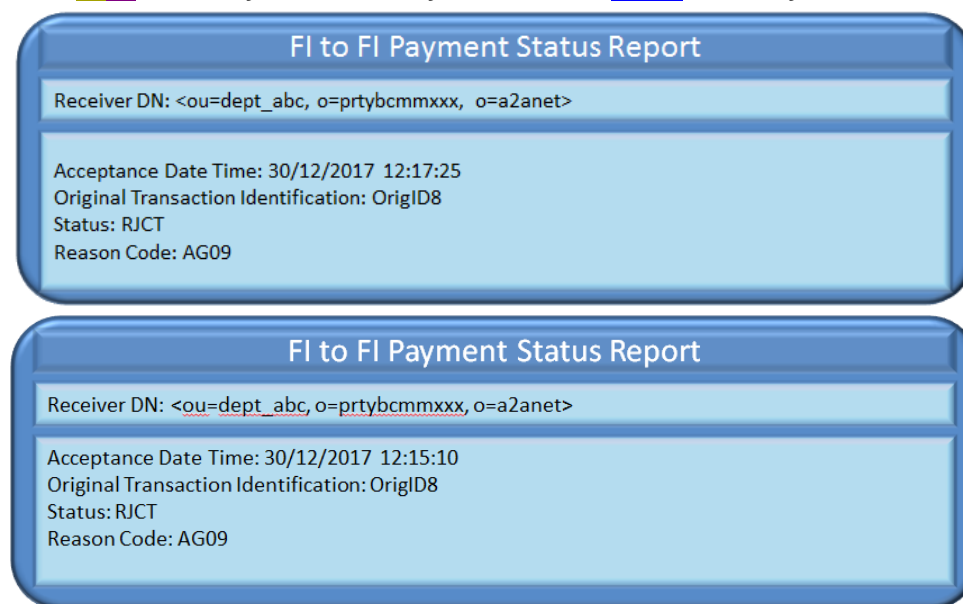 FI to FI Payment Status Report
Receiver DN: <ou=dept_abc, o=prtybcmmxxx, o=a2anet>
Acceptance Date Time: 30/12/2017 12:17:25
Original Transaction Identification: OrigID8
Status: RJCT
Reason Code: AG09
FI to FI Payment Status Report
Receiver DN: <ou=dept_abc, o=prtybcmmxxx, o=a2anet>
Acceptance Date Time: 30/12/2017 12:15:10
Original Transaction Identification: OrigID8
Status: RJCT
Reason Code: AG09